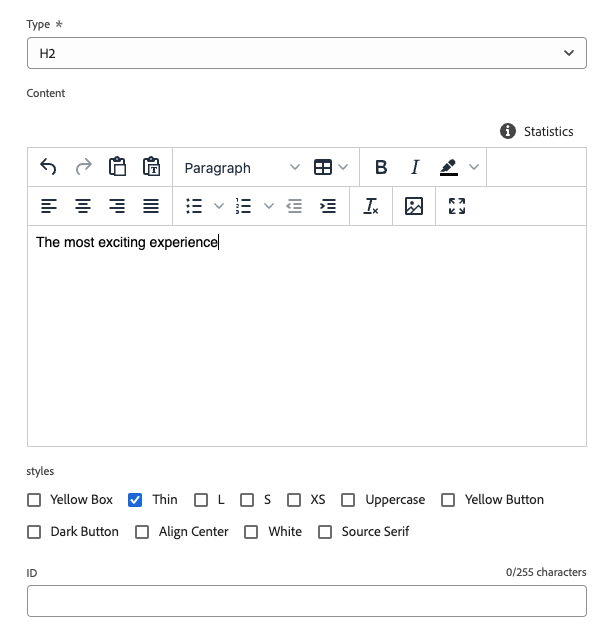 Type *
H2
Content
Statistics
Paragraph
B I
The most exciting experience
styles
Yellow Box Thin L S XS Uppercase Yellow Button
Dark Button Align Center White Source Serif
ID 0/255 characters